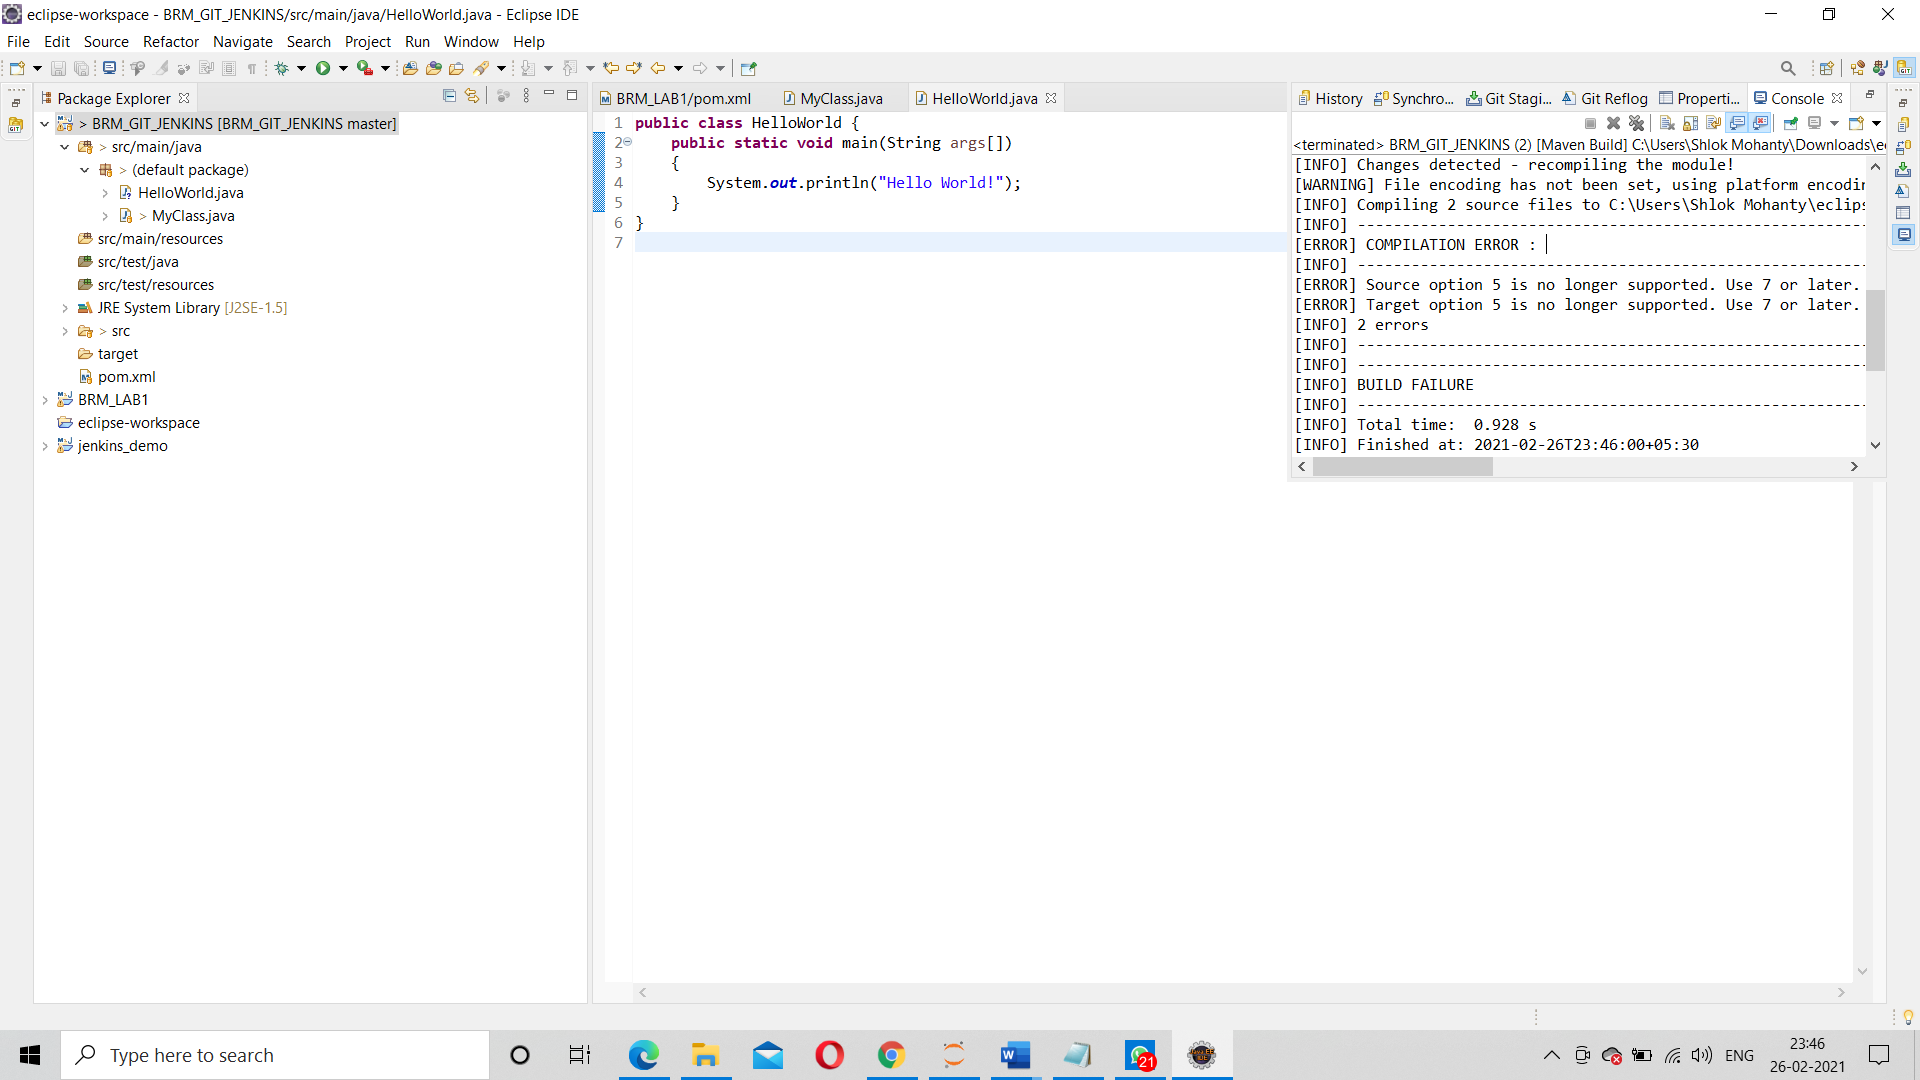 eclipse-workspace - BRM_GIT_JENKINS/src/main/java/HelloWorld.java - Eclipse IDE
File Edit Source Refactor Navigate Search Project Run Window Help
Package Explorer
> BRM_GIT_JENKINS [BRM_GIT_JENKINS master]
> src/main/java
> (default package)
HelloWorld.java
> MyClass.java
src/main/resources
src/test/java
src/test/resources
JRE System Library [J2SE-1.5]
> src
target
pom.xml
BRM_LAB1
eclipse-workspace
jenkins_demo
BRM_LAB1/pom.xml MyClass.java HelloWorld.java
1 public class HelloWorld {
2 public static void main(String args[])
3 {
4 System.out.println("Hello World!");
5 }
6 }
7
History Synchro... Git Stagi... Git Reflog Properti... Console
<terminated> BRM_GIT_JENKINS (2) [Maven Build] C:\Users\Shlok Mohanty\Downloads\e
[INFO] Changes detected - recompiling the module!
[WARNING] File encoding has not been set, using platform encodin
[INFO] Compiling 2 source files to C:\Users\Shlok Mohanty\eclips
[INFO] --------------------------------------------------------
[ERROR] COMPILATION ERROR :
[INFO] --------------------------------------------------------
[ERROR] Source option 5 is no longer supported. Use 7 or later.
[ERROR] Target option 5 is no longer supported. Use 7 or later.
[INFO] 2 errors
[INFO] --------------------------------------------------------
[INFO] --------------------------------------------------------
[INFO] BUILD FAILURE
[INFO] --------------------------------------------------------
[INFO] Total time:  0.928 s
[INFO] Finished at: 2021-02-26T23:46:00+05:30
Type here to search
21
ENG
23:46
26-02-2021